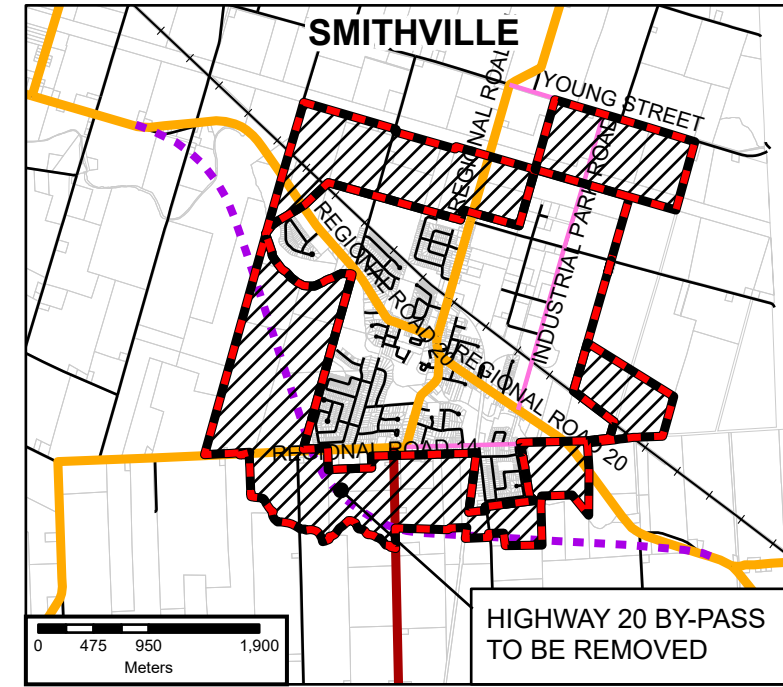 SMITHVILLE
YOUNG STREET
REGIONAL ROAD
INDUSTRIAL PARK ROAD
REGIONAL ROAD 20
REGIONAL ROAD 20
REGIONAL ROAD 14
HIGHWAY 20 BY-PASS
TO BE REMOVED
0 475 950 1,900
Meters